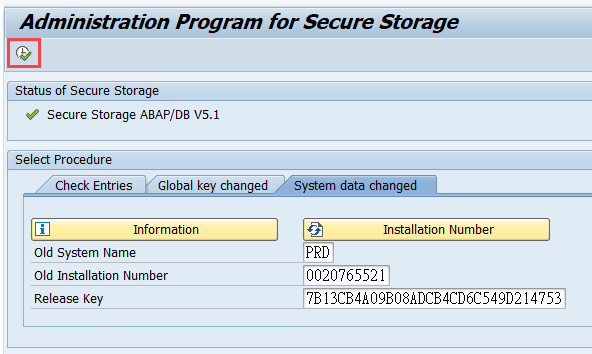 Administration Program for Secure Storage
Status of Secure Storage
Secure Storage ABAP/DB V5.1
Select Procedure
Check Entries Global key changed System data changed
Information Installation Number
Old System Name PRD
Old Installation Number 0020765521
Release Key 7B13CB4A09B08ADCB4CD6C549D214753